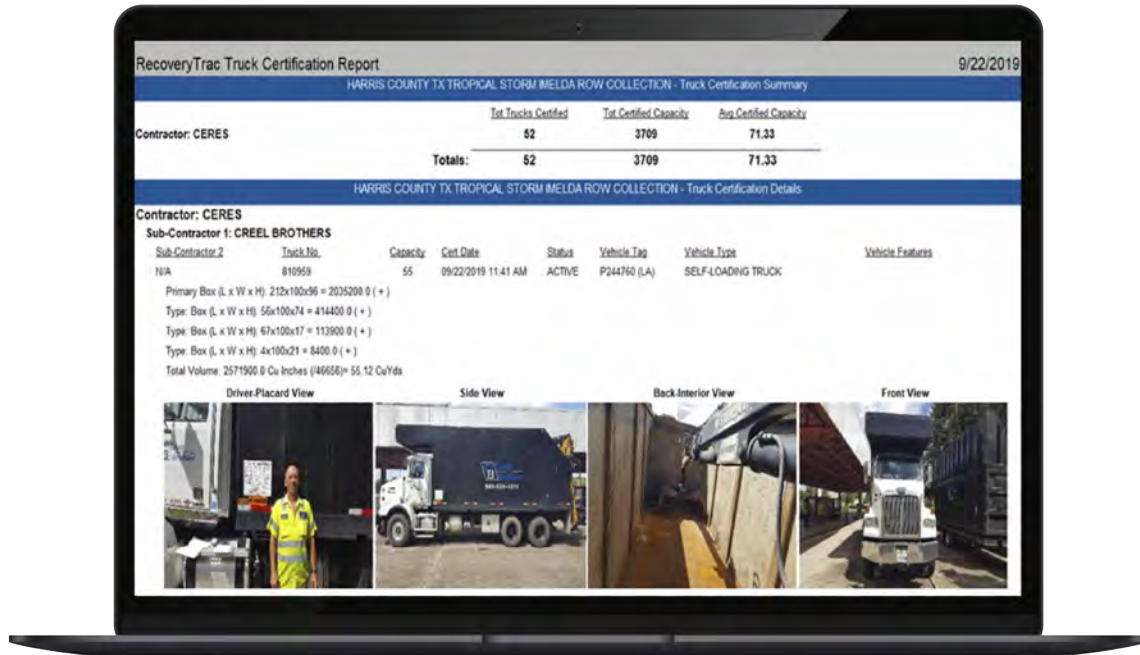 RecoveryTrac Truck Certification Report 9/22/2019
HARRIS COUNTY TX TROPICAL STORM IMELDA ROW COLLECTION - Truck Certification Summary
Tot Trucks Certified Tot Certified Capacity Avg Certified Capacity
Contractor: CERES 52 3709 71.33
Totals: 52 3709 71.33
HARRIS COUNTY TX TROPICAL STORM IMELDA ROW COLLECTION - Truck Certification Details
Contractor: CERES
Sub-Contractor 1: CREEL BROTHERS
Sub-Contractor 2 Truck No. Capacity Cert Date Status Vehicle Tag Vehicle Type Vehicle Features
N/A 810959 55 09/22/2019 11:41 AM ACTIVE P244760 (LA) SELF-LOADING TRUCK
Primary Box (L x W x H): 212x100x96 = 2035200.0 ( + )
Type: Box (L x W x H): 56x100x74 = 414400.0 ( + )
Type: Box (L x W x H): 67x100x17 = 113900.0 ( + )
Type: Box (L x W x H): 4x100x21 = 8400.0 ( + )
Total Volume: 2571900.0 Cu Inches (/46656)= 55.12 CuYds
Driver-Placard View Side View Back-Interior View Front View